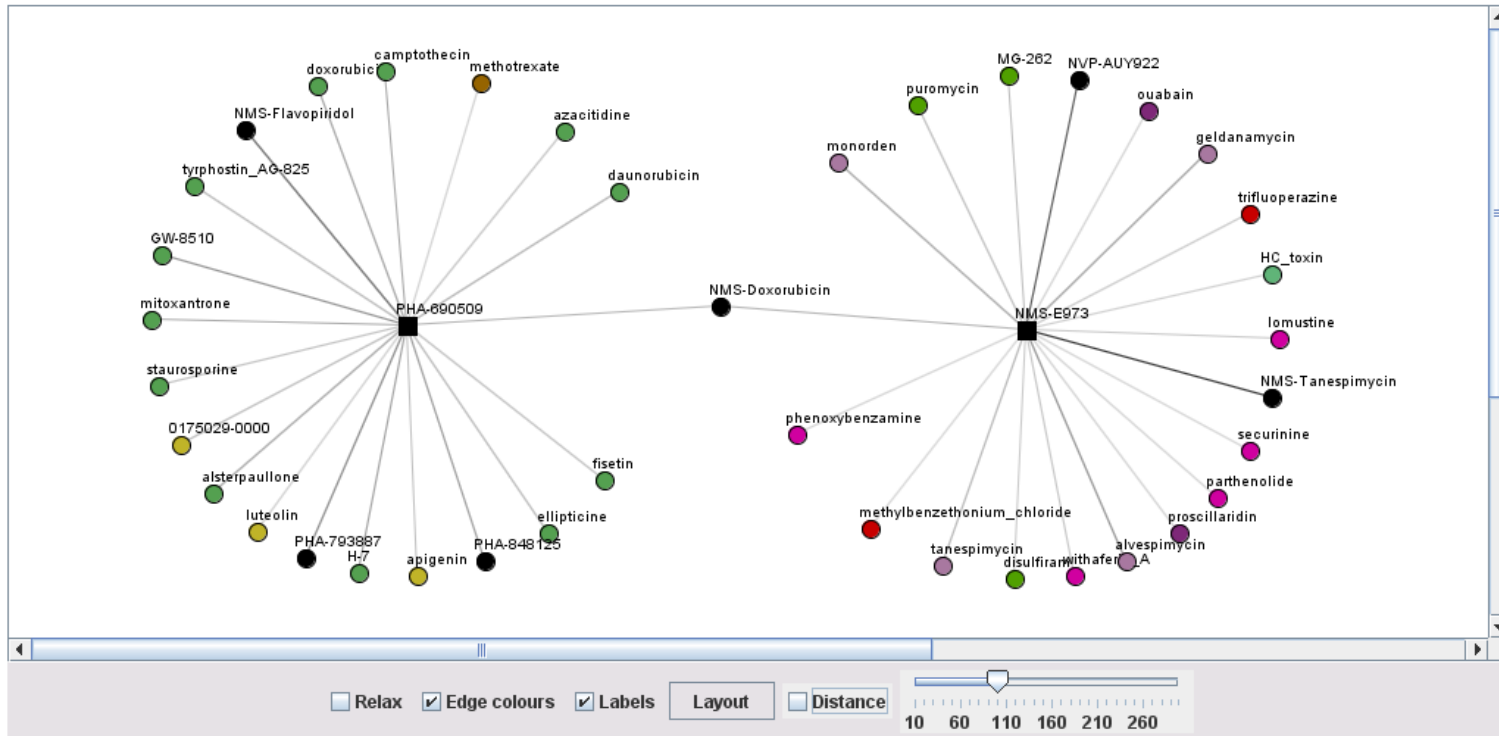 camptothecin
MG-262
NVP-AUY922
methotrexate
puromycin
ouabain
NMS-Flavopiridol
azacitidine
monorden
geldanamycin
tyrphostin_AG-825
daunorubicin
trifluoperazine
GW-8510
HC_toxin
mitoxantrone
PHA-690509
NMS-Doxorubicin
NMS-E973
lomustine
staurosporine
NMS-Tanespimycin
0175029-0000
phenoxybenzamine
securinine
alsterpaullone
fisetin
parthenolide
luteolin
ellipticine
methylbenzethonium_chloride
proscillaridin
PHA-793887
PHA-848125
alvespimycin
H-7
apigenin
tanespimycin
Relax
Edge colours
Labels
Layout
Distance
10 60 110 160 210 260